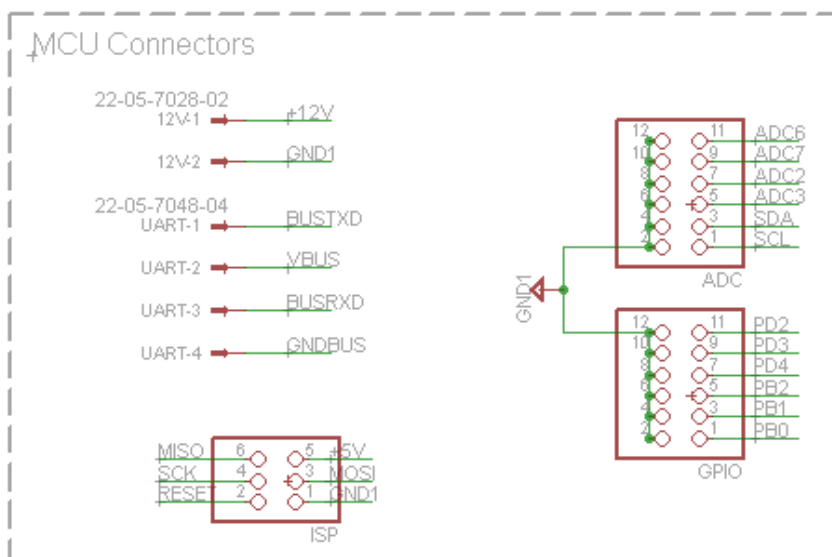 MCU Connectors
22-05-7028-02
12V-1 +12V
12V-2 GND1
22-05-7048-04
UART-1 BUSTXD
UART-2 VBUS
UART-3 BUSRXD
UART-4 GNDBUS
MISO 6 5 +5V
SCK 4 3 MOSI
RESET 2 1 GND1
ISP
12 11 ADC6
10 9 ADC7
8 7 ADC2
6 5 ADC3
4 3 SDA
2 1 SCL
ADC
GND1
12 11 PD2
10 9 PD3
8 7 PD4
6 5 PB2
4 3 PB1
2 1 PB0
GPIO